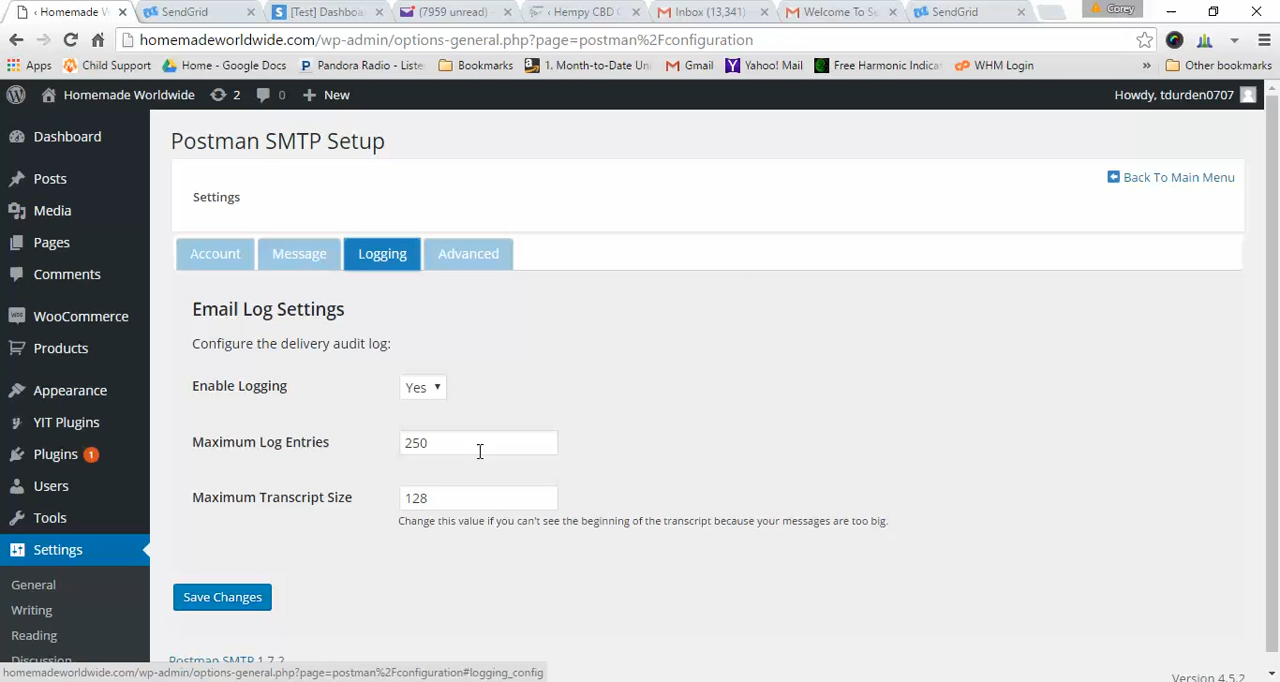 ‹ Homemade W
SendGrid
[Test] Dashboa
(7959 unread)
‹ Hempy CBD
Inbox (13,341)
Welcome To Se
SendGrid
Corey
homemadeworldwide.com/wp-admin/options-general.php?page=postman%2Fconfiguration
Apps
Child Support
Home - Google Docs
Pandora Radio - Liste
Bookmarks
1. Month-to-Date Un
Gmail
Yahoo! Mail
Free Harmonic Indica
WHM Login
»
Other bookmarks
Homemade Worldwide
2
0
New
Howdy, tdurden0707
Dashboard
Posts
Media
Pages
Comments
WooCommerce
Products
Appearance
YIT Plugins
Plugins 1
Users
Tools
Settings
General
Writing
Reading
Discussion
Postman SMTP Setup
Back To Main Menu
Settings
Account
Message
Logging
Advanced
Email Log Settings
Configure the delivery audit log:
Enable Logging
Yes
Maximum Log Entries
250
Maximum Transcript Size
128
Change this value if you can't see the beginning of the transcript because your messages are too big.
Save Changes
Postman SMTP 1.7.2
Version 4.5.2
homemadeworldwide.com/wp-admin/options-general.php?page=postman%2Fconfiguration#logging_config